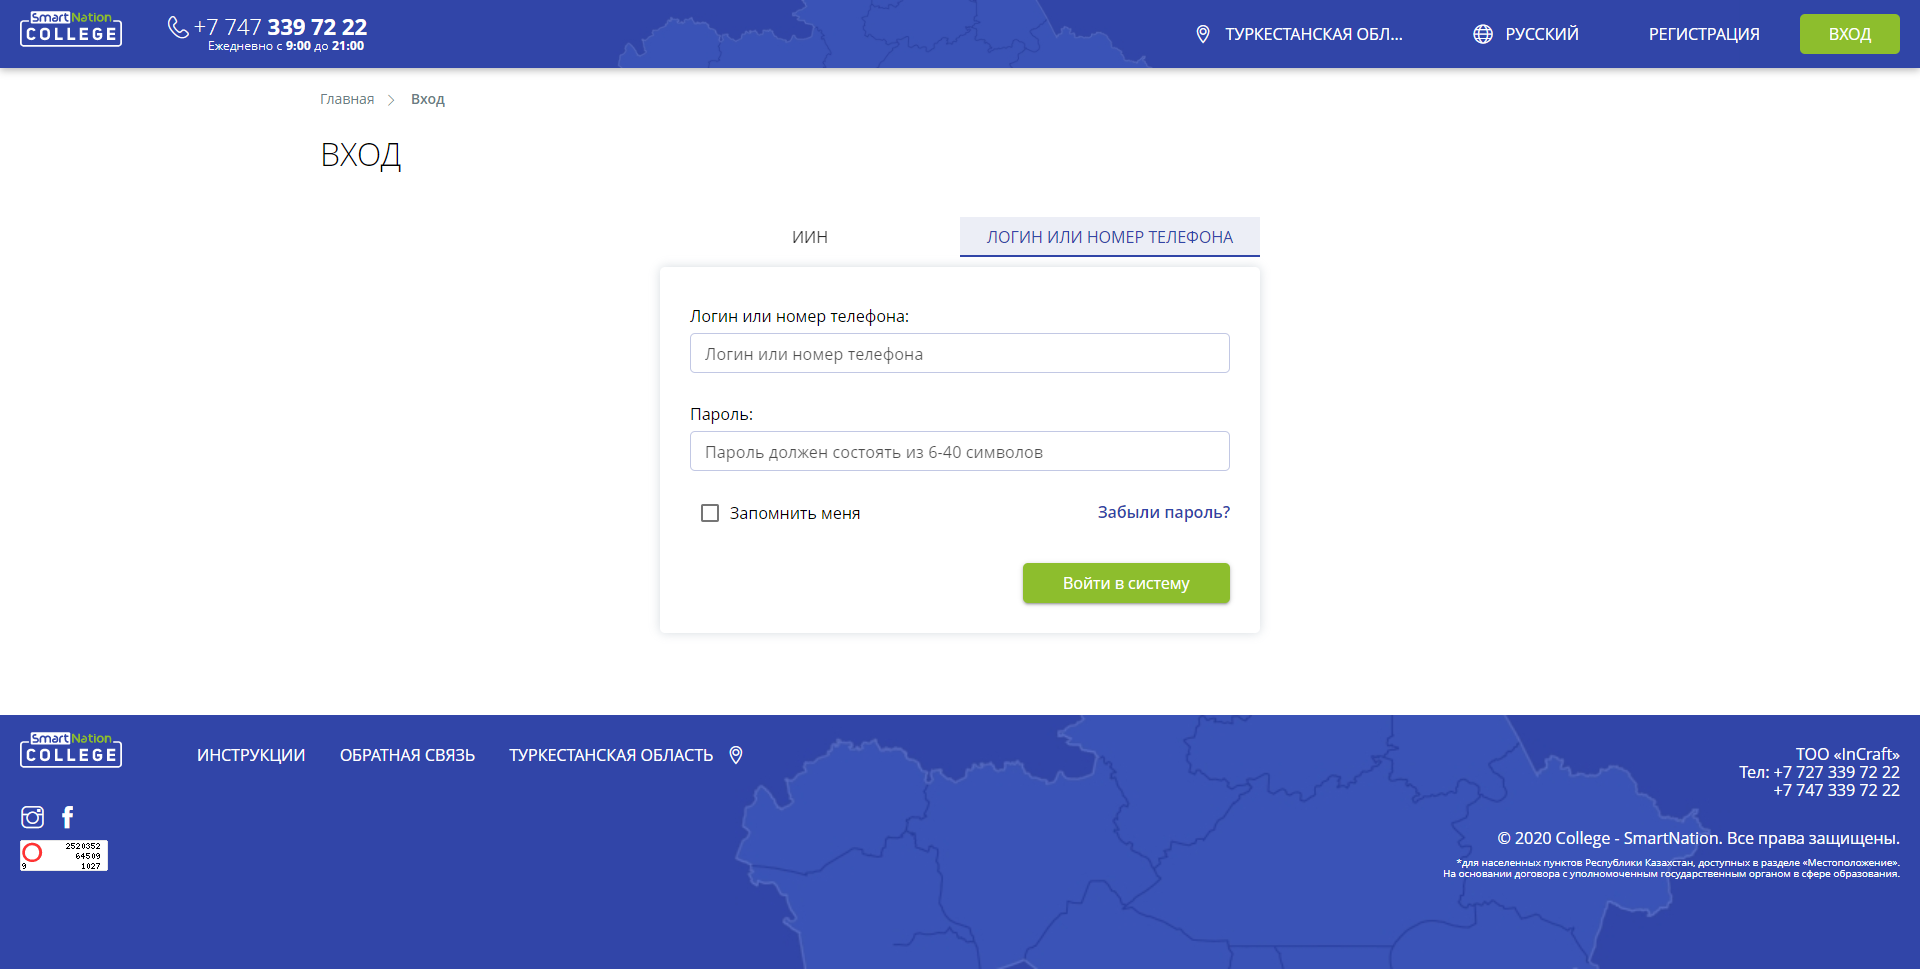 SmartNation
COLLEGE
+7 747 339 72 22
Ежедневно с 9:00 до 21:00
ТУРКЕСТАНСКАЯ ОБЛ...
РУССКИЙ
РЕГИСТРАЦИЯ
ВХОД
Главная
Вход
ВХОД
ИИН
ЛОГИН ИЛИ НОМЕР ТЕЛЕФОНА
Логин или номер телефона:
Логин или номер телефона
Пароль:
Пароль должен состоять из 6-40 символов
Запомнить меня
Забыли пароль?
Войти в систему
SmartNation
COLLEGE
ИНСТРУКЦИИ
ОБРАТНАЯ СВЯЗЬ
ТУРКЕСТАНСКАЯ ОБЛАСТЬ
2520352
64509
9 1027
ТОО «InCraft»
Тел: +7 727 339 72 22
+7 747 339 72 22
© 2020 College - SmartNation. Все права защищены.
*для населенных пунктов Республики Казахстан, доступных в разделе «Местоположение».
На основании договора с уполномоченным государственным органом в сфере образования.